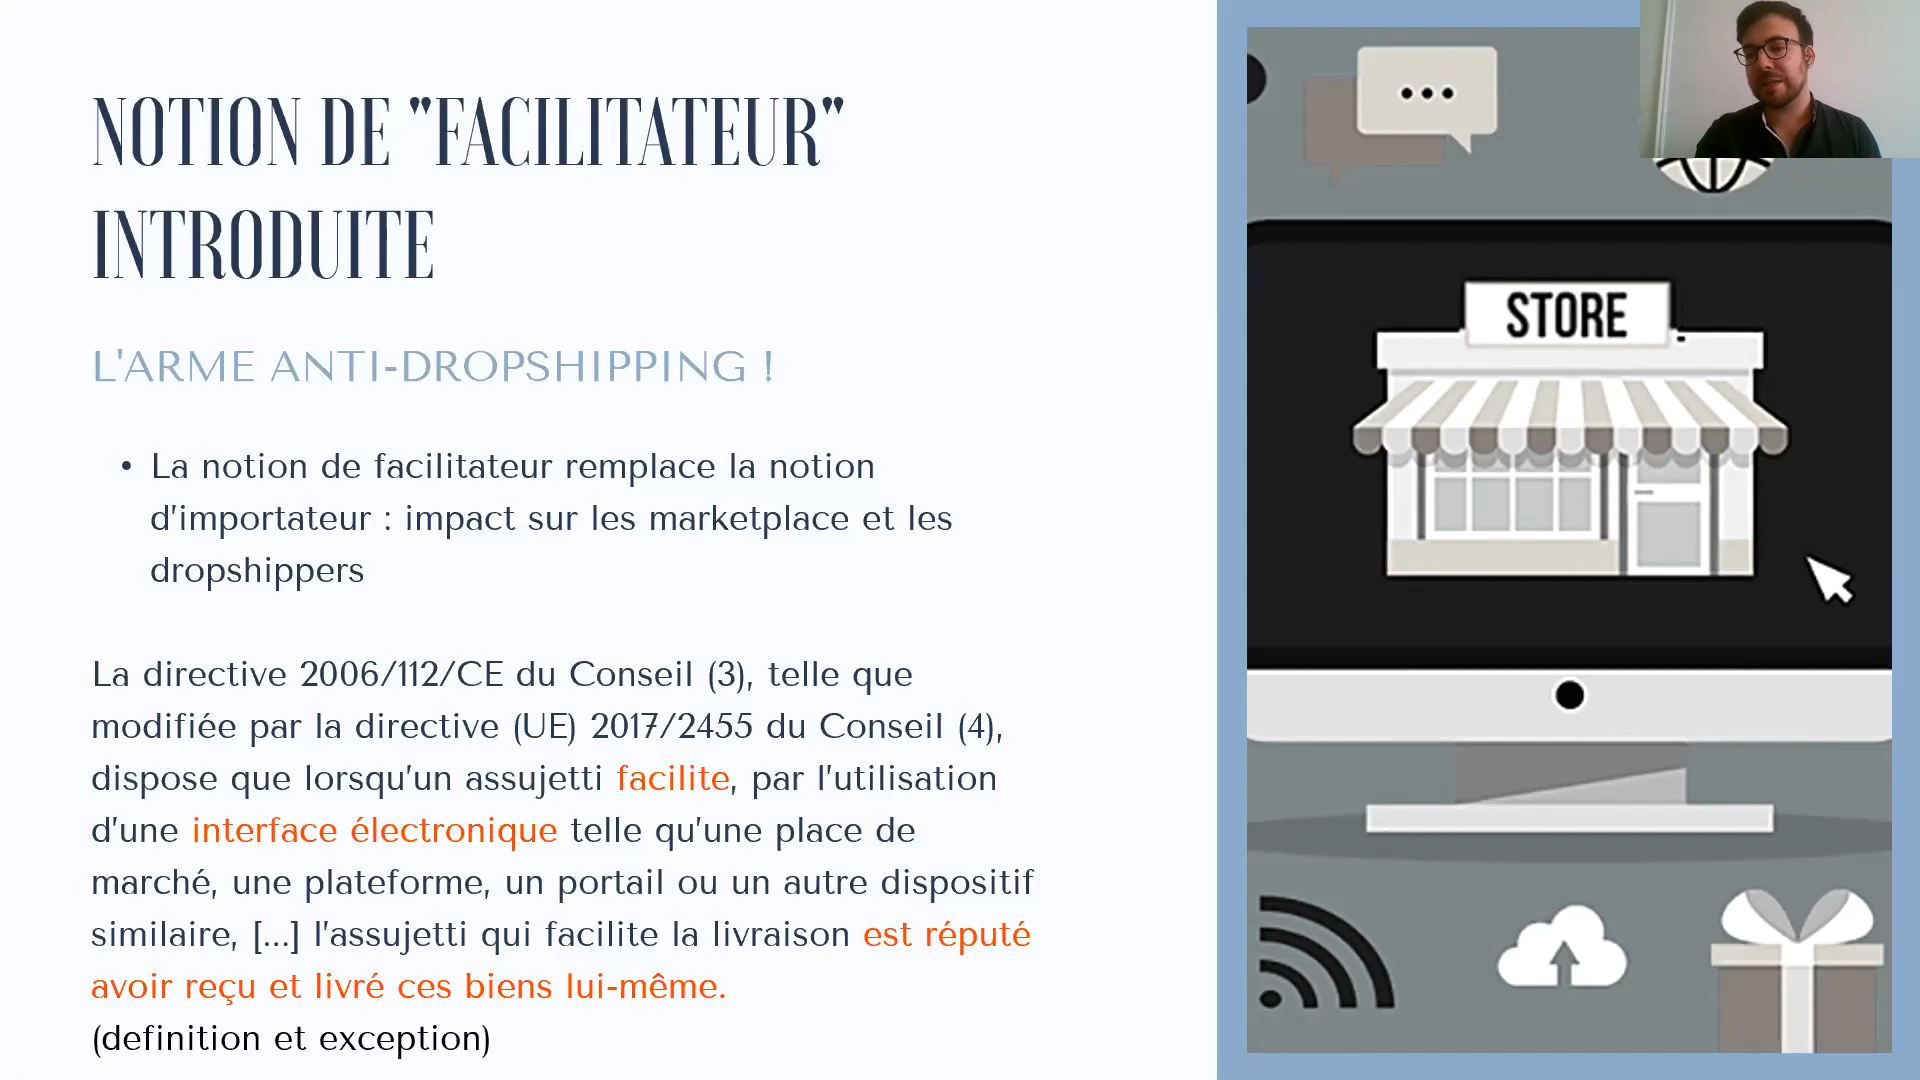 NOTION DE "FACILITATEUR"
INTRODUITE
L'ARME ANTI-DROPSHIPPING !
• La notion de facilitateur remplace la notion
d'importateur : impact sur les marketplace et les
dropshippers
La directive 2006/112/CE du Conseil (3), telle que
modifiée par la directive (UE) 2017/2455 du Conseil (4),
dispose que lorsqu'un assujetti facilite, par l'utilisation
d'une interface électronique telle qu'une place de
marché, une plateforme, un portail ou un autre dispositif
similaire, [...] l'assujetti qui facilite la livraison est réputé
avoir reçu et livré ces biens lui-même.
(definition et exception)
STORE